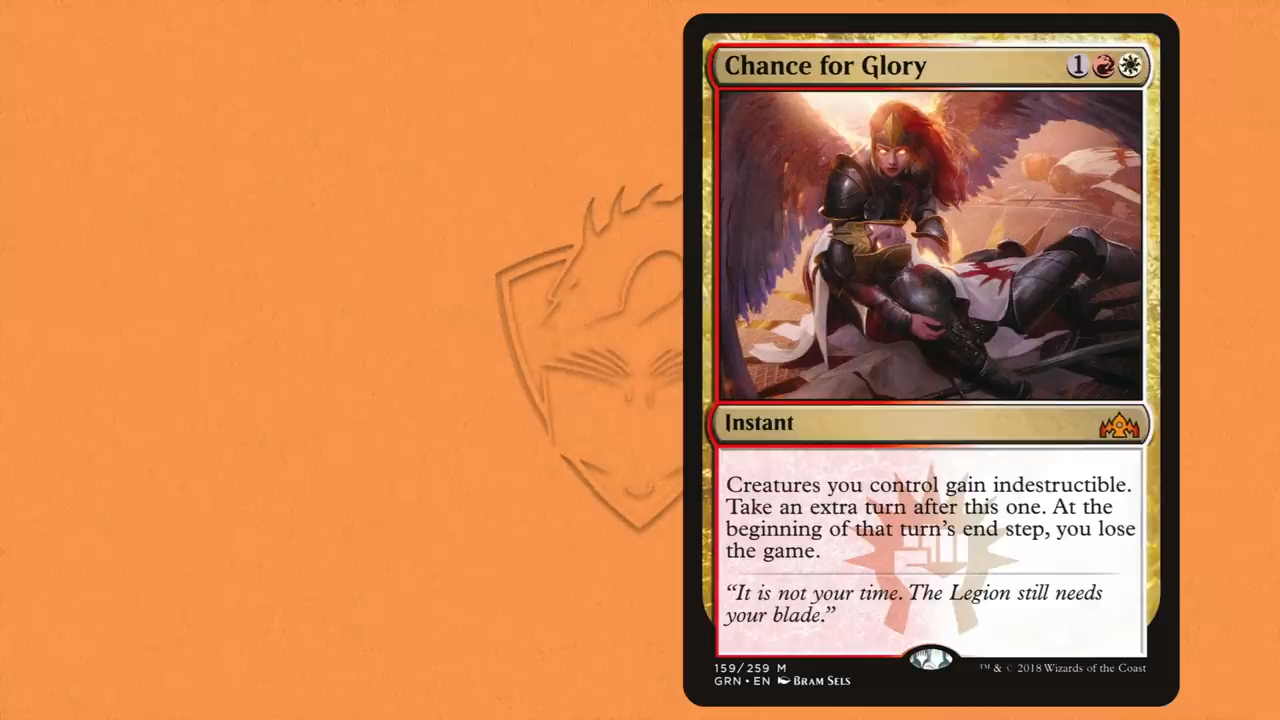 Chance for Glory 1
Instant
Creatures you control gain indestructible.
Take an extra turn after this one. At the
beginning of that turn's end step, you lose
the game.
“It is not your time. The Legion still needs
your blade.”
159/259 M
GRN • EN Bram Sels
™ & © 2018 Wizards of the Coast